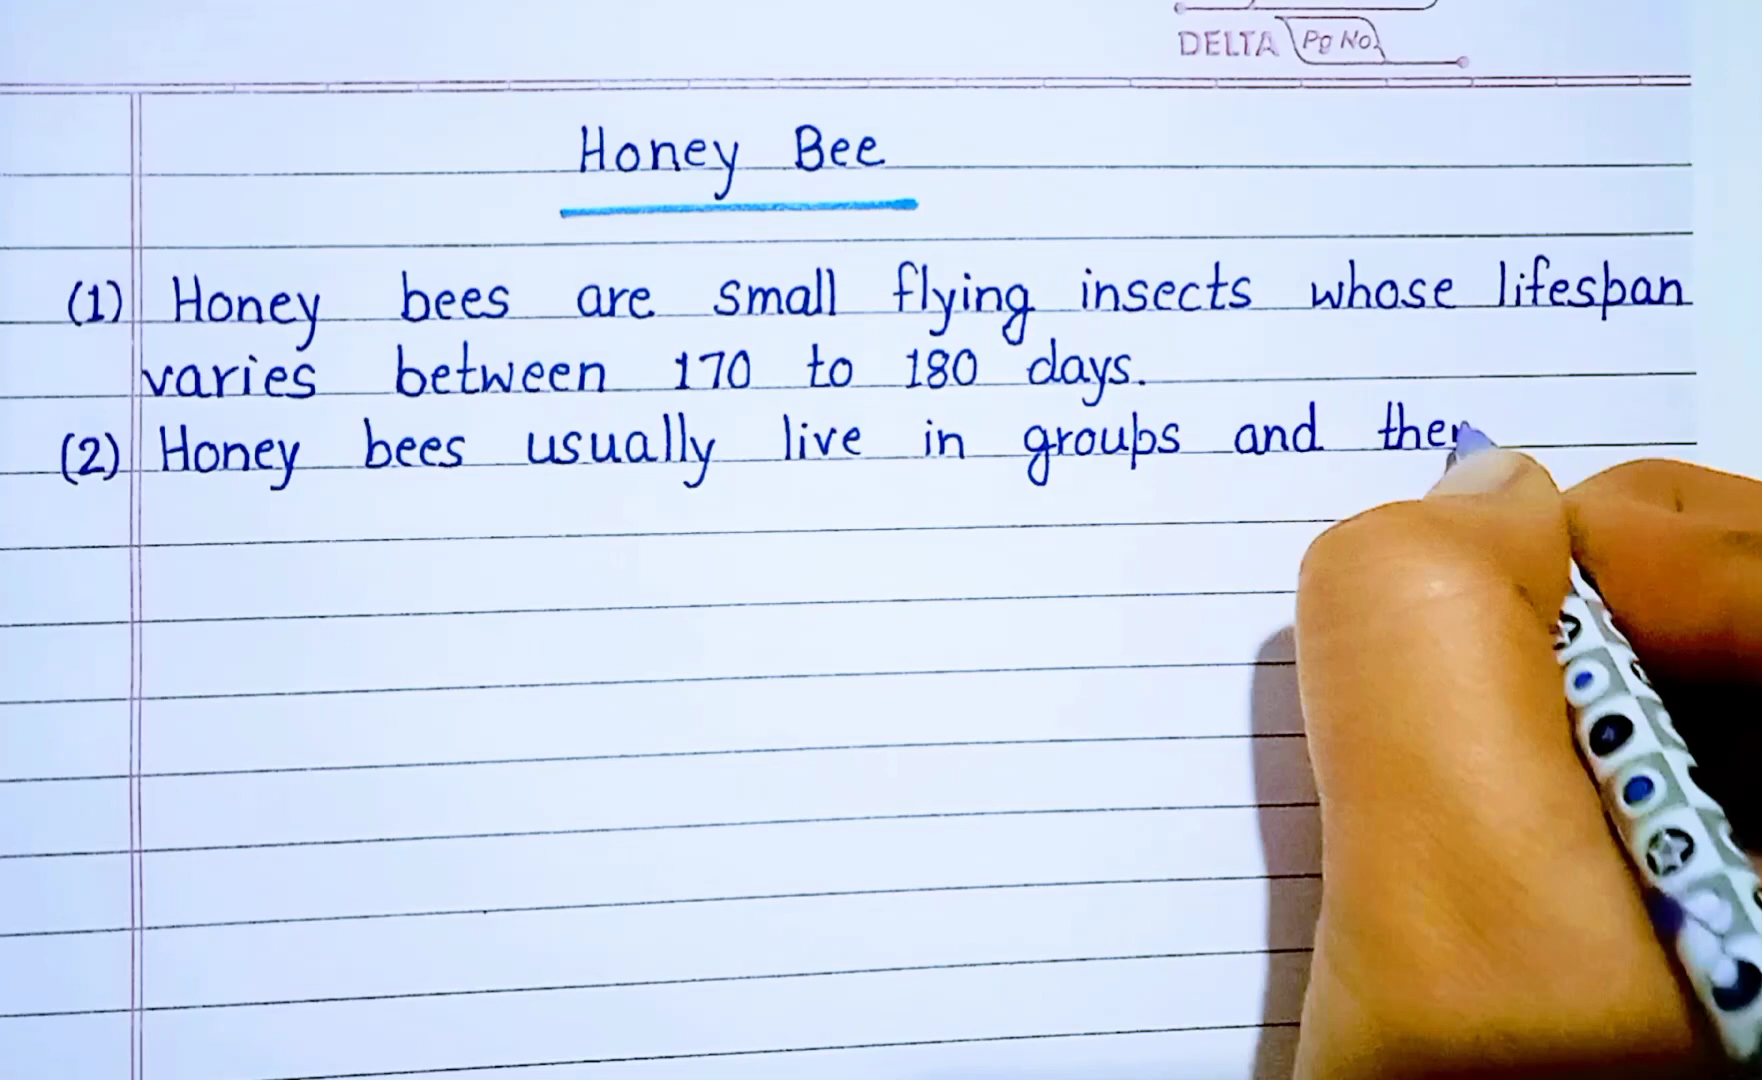 DELTA Pg No.
Honey Bee
(1) Honey bees are small flying insects whose lifespan
varies between 170 to 180 days.
(2) Honey bees usually live in groups and